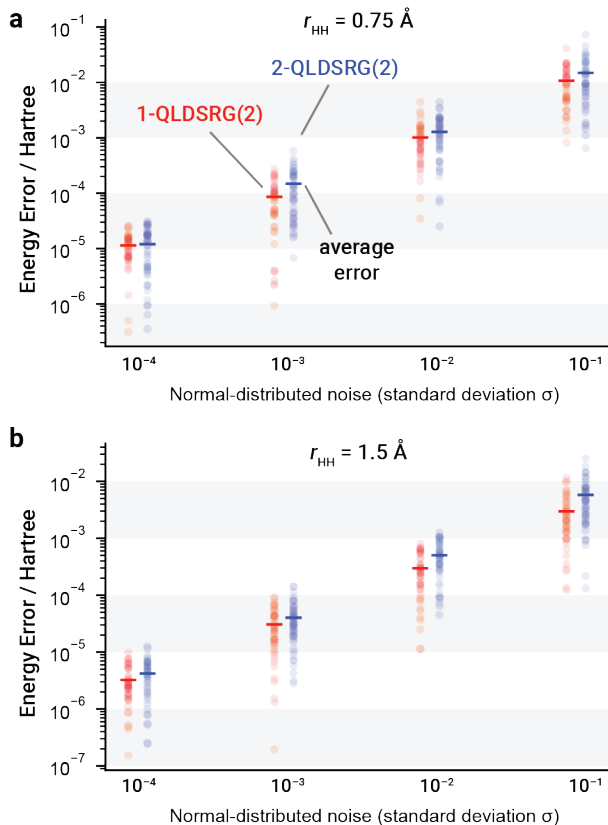 a
r_HH = 0.75 Å
10⁻¹
10⁻²
10⁻³
10⁻⁴
10⁻⁵
10⁻⁶
Energy Error / Hartree
2-QLDSRG(2)
1-QLDSRG(2)
average
error
10⁻⁴ 10⁻³ 10⁻² 10⁻¹
Normal-distributed noise (standard deviation σ)
b
r_HH = 1.5 Å
10⁻²
10⁻³
10⁻⁴
10⁻⁵
10⁻⁶
10⁻⁷
Energy Error / Hartree
10⁻⁴ 10⁻³ 10⁻² 10⁻¹
Normal-distributed noise (standard deviation σ)